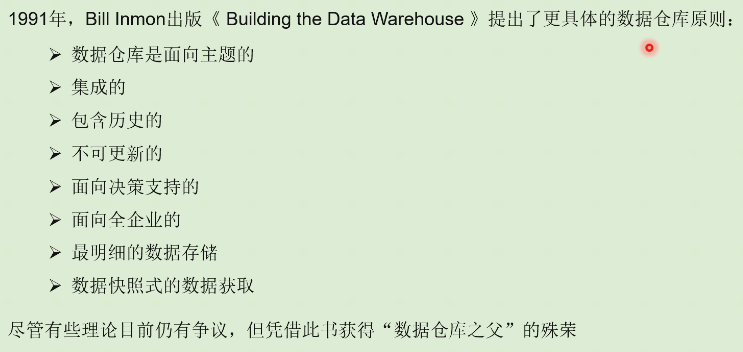 1991年，Bill Inmon出版《 Building the Data Warehouse 》提出了更具体的数据仓库原则：
➢ 数据仓库是面向主题的
➢ 集成的
➢ 包含历史的
➢ 不可更新的
➢ 面向决策支持的
➢ 面向全企业的
➢ 最明细的数据存储
➢ 数据快照式的数据获取
尽管有些理论目前仍有争议，但凭借此书获得“数据仓库之父”的殊荣